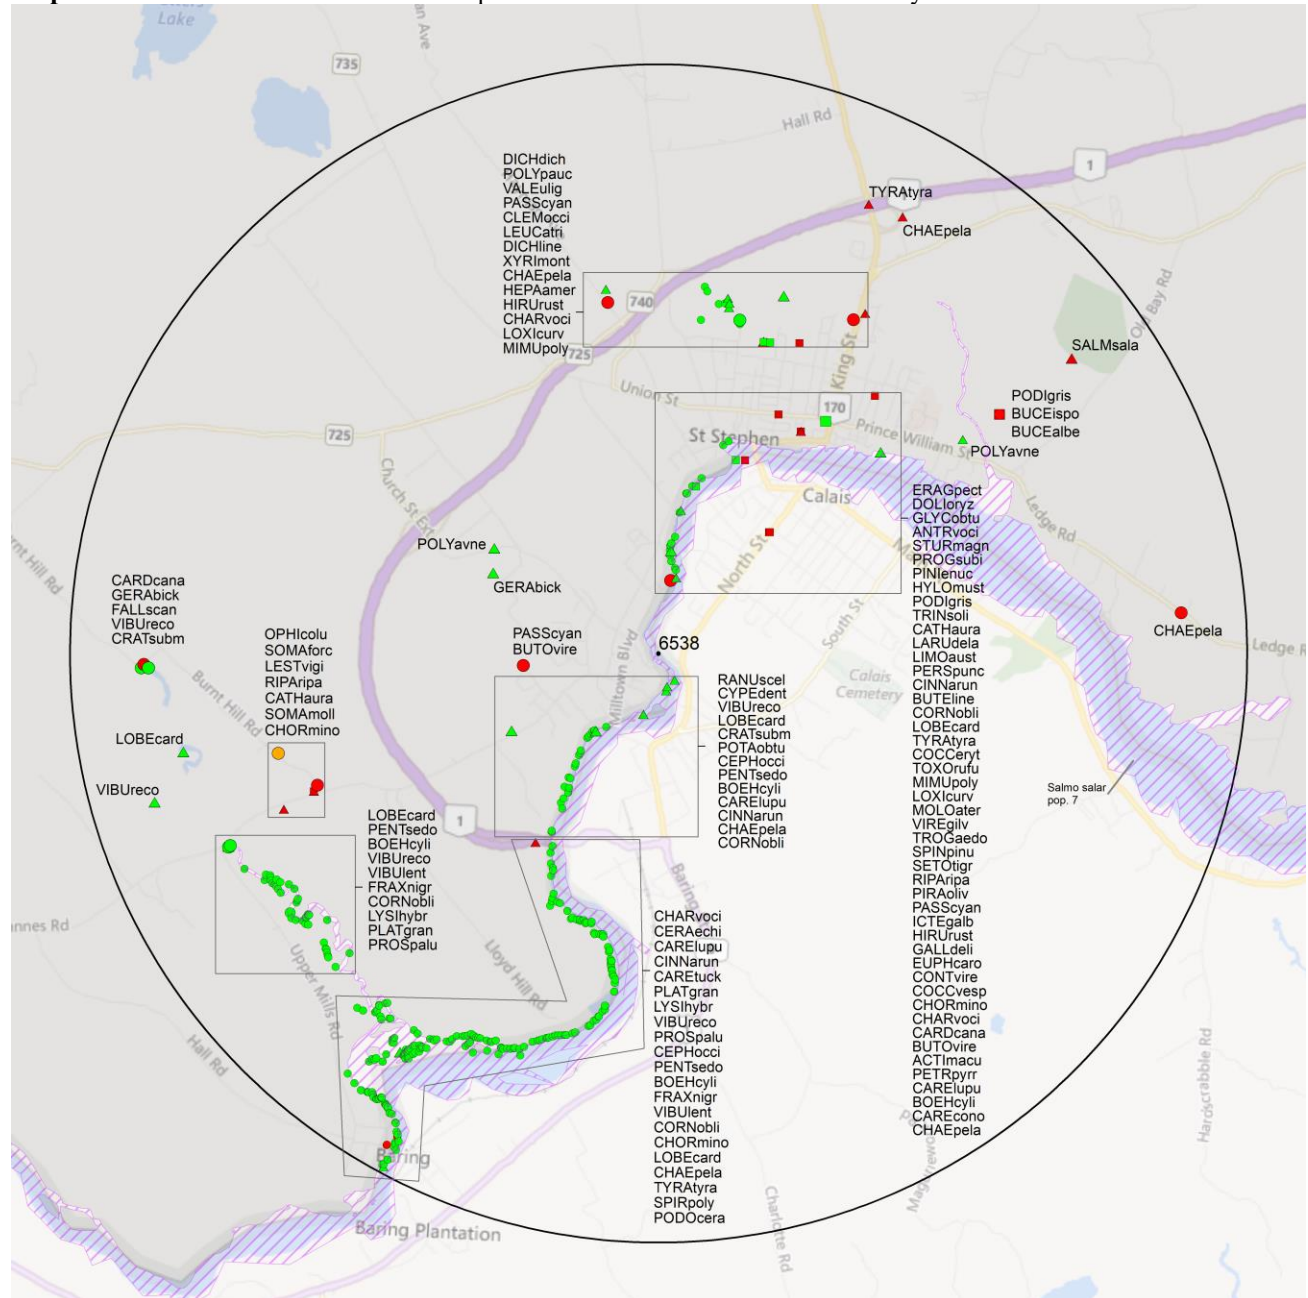 Lake
735
Hall Rd
1
DICHdich
POLYpauc
VALEulig
PASScyan
CLEMocci
LEUCatri
DICHline
XYRImont
CHAEpela
HEPAamer
HIRUrust
CHARvoci
LOXIcurv
MIMUpoly
TYRAtyra
CHAEpela
740
725
King St
Old Bay Rd
SALMsala
Union St
170
PODIgris
BUCEispo
BUCEalbe
725
St Stephen
Prince William St
POLYavne
Church St Ext
Calais
Ledge Rd
ERAGpect
DOLIoryz
GLYCobtu
ANTRvoci
STURmagn
PROGsubi
PINIenuc
HYLOmust
PODIgris
TRINsoli
CATHaura
LARUdela
LIMOaust
PERSpunc
CINNarun
BUTEline
CORNobli
LOBEcard
TYRAtyra
COCCeryt
TOXOrufu
MIMUpoly
LOXIcurv
MOLOater
VIREgilv
TROGaedo
SPINpinu
SETOtigr
RIPAripa
PIRAoliv
PASScyan
ICTEgalb
HIRUrust
GALLdeli
EUPHcaro
CONTvire
COCCvesp
CHORmino
CHARvoci
CARDcana
BUTOvire
ACTImacu
PETRpyrr
CARElupu
BOEHcyli
CAREcono
CHAEpela
POLYavne
GERAbick
North St
South St
Burnt Hill Rd
CARDcana
GERAbick
FALLscan
VIBUreco
CRATsubm
OPHIcolu
SOMAforc
LESTvigi
RIPAripa
CATHaura
SOMAmoll
CHORmino
PASScyan
BUTOvire
Milltown Blvd
6538
CHAEpela
Ledge R
Calais
Cemetery
Burnt Hill Rd
RANUscel
CYPEdent
VIBUreco
LOBEcard
CRATsubm
POTAobtu
CEPHocci
PENTsedo
BOEHcyli
CARElupu
CINNarun
CHAEpela
CORNobli
LOBEcard
VIBUreco
Salmo salar
pop. 7
1
LOBEcard
PENTsedo
BOEHcyli
VIBUreco
VIBUlent
FRAXnigr
CORNobli
LYSIhybr
PLATgran
PROSpalu
Baring
annes Rd
Upper Mills Rd
Lloyd Hill Rd
CHARvoci
CERAechi
CARElupu
CINNarun
CAREtuck
PLATgran
LYSIhybr
VIBUreco
PROSpalu
CEPHocci
PENTsedo
BOEHcyli
FRAXnigr
VIBUlent
CORNobli
CHORmino
LOBEcard
CHAEpela
TYRAtyra
SPIRpoly
PODOcera
Hall Rd
Hardscrabble Rd
Baring
Charlotte Rd
Baring Plantation